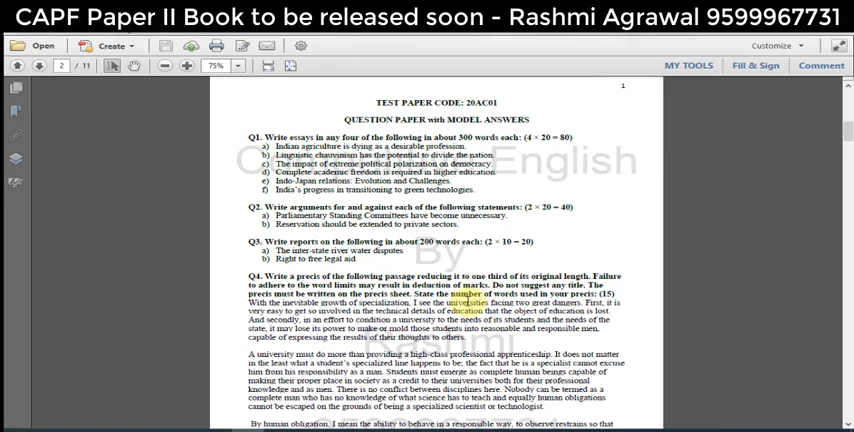 CAPF Paper II Book to be released soon - Rashmi Agrawal 9599967731
Open Create Customize
2 / 11 75% MY TOOLS Fill & Sign Comment
1
TEST PAPER CODE: 20AC01
QUESTION PAPER with MODEL ANSWERS
Q1. Write essays in any four of the following in about 300 words each: (4 × 20 = 80)
a) Indian agriculture is dying as a desirable profession.
b) Linguistic chauvinism has the potential to divide the nation.
c) The impact of extreme political polarization on democracy.
d) Complete academic freedom is required in higher education.
e) Indo-Japan relations: Evolution and Challenges.
f) India's progress in transitioning to green technologies.
English
Q2. Write arguments for and against each of the following statements: (2 × 20 = 40)
a) Parliamentary Standing Committees have become unnecessary.
b) Reservation should be extended to private sectors.
By
Q3. Write reports on the following in about 200 words each: (2 × 10 = 20)
a) The inter-state river water disputes
b) Right to free legal aid
Q4. Write a precis of the following passage reducing it to one third of its original length. Failure
to adhere to the word limits may result in deduction of marks. Do not suggest any title. The
precis must be written on the precis sheet. State the number of words used in your precis: (15)
With the inevitable growth of specialization, I see the universities facing two great dangers. First, it is
very easy to get so involved in the technical details of education that the object of education is lost.
And secondly, in an effort to condition a university to the needs of its students and the needs of the
state, it may lose its power to make or mold those students into reasonable and responsible men,
capable of expressing the results of their thoughts to others.
Rashmi
A university must do more than providing a high-class professional apprenticeship. It does not matter
in the least what a student's specialized line happens to be; the fact that he is a specialist cannot excuse
him from his responsibility as a man. Students must emerge as complete human beings capable of
making their proper place in society as a credit to their universities both for their professional
knowledge and as men. There is no conflict between disciplines here. Nobody can be termed as a
complete man who has no knowledge of what science has to teach and equally human obligations
cannot be escaped on the grounds of being a specialized scientist or technologist.
By human obligation, I mean the ability to behave in a responsible way, to observe restrains so that